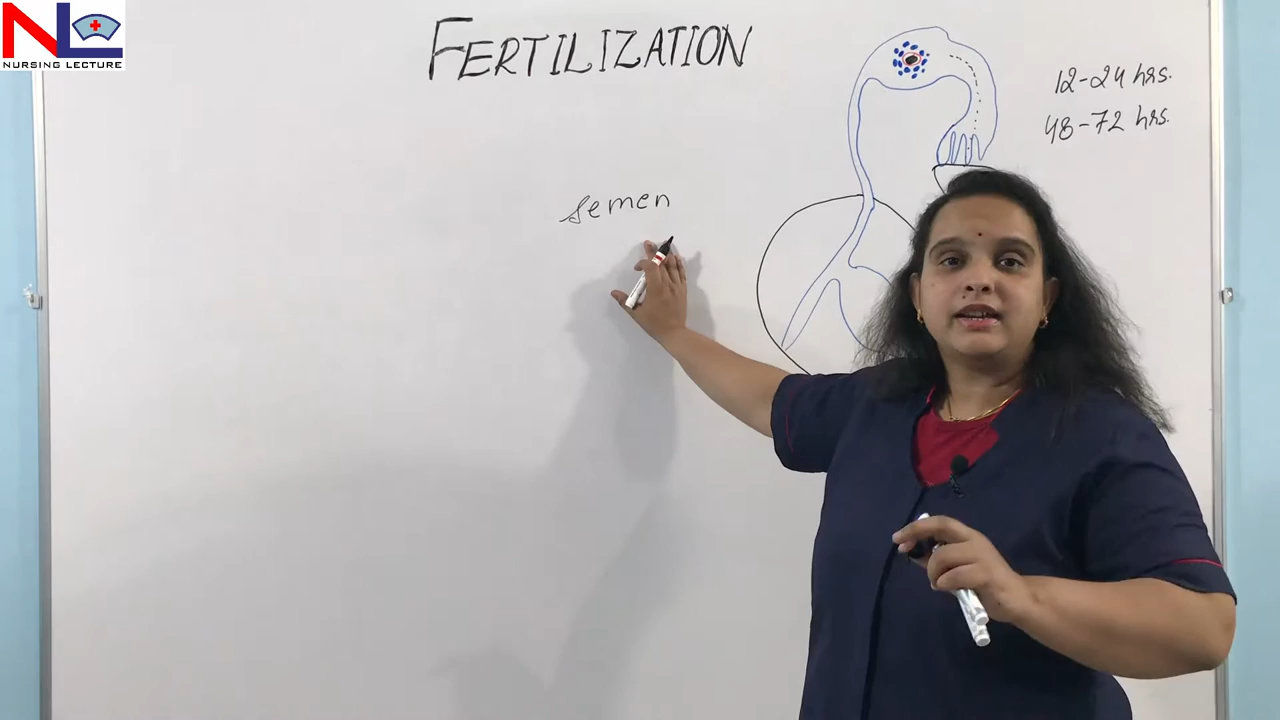 NL
NURSING LECTURE
FERTILIZATION
12-24 hrs.
48-72 hrs.
semen